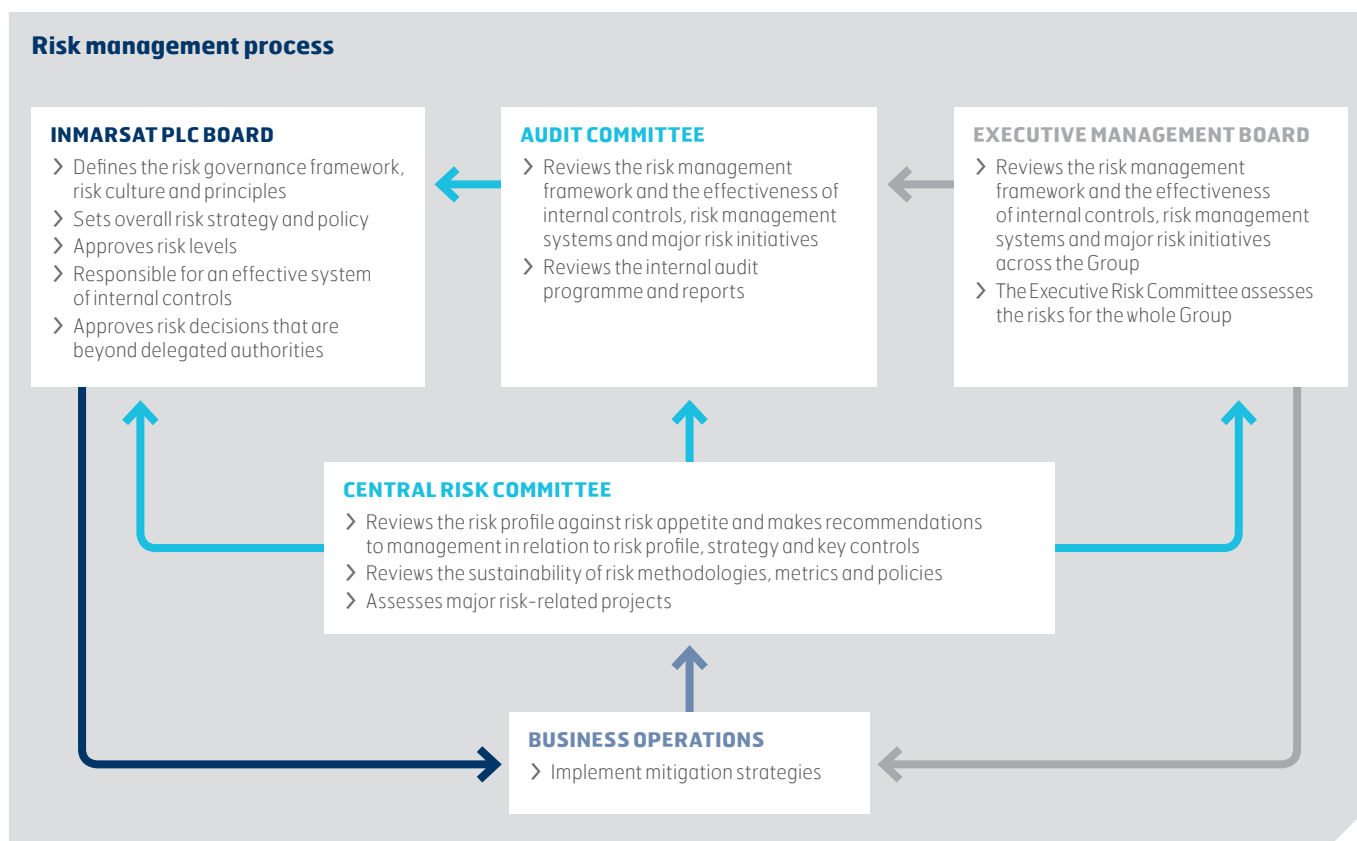 Risk management process
INMARSAT PLC BOARD
> Defines the risk governance framework,
risk culture and principles
> Sets overall risk strategy and policy
> Approves risk levels
> Responsible for an effective system
of internal controls
> Approves risk decisions that are
beyond delegated authorities
AUDIT COMMITTEE
> Reviews the risk management
framework and the effectiveness of
internal controls, risk management
systems and major risk initiatives
> Reviews the internal audit
programme and reports
EXECUTIVE MANAGEMENT BOARD
> Reviews the risk management
framework and the effectiveness
of internal controls, risk management
systems and major risk initiatives
across the Group
> The Executive Risk Committee assesses
the risks for the whole Group
CENTRAL RISK COMMITTEE
> Reviews the risk profile against risk appetite and makes recommendations
to management in relation to risk profile, strategy and key controls
> Reviews the sustainability of risk methodologies, metrics and policies
> Assesses major risk-related projects
BUSINESS OPERATIONS
> Implement mitigation strategies